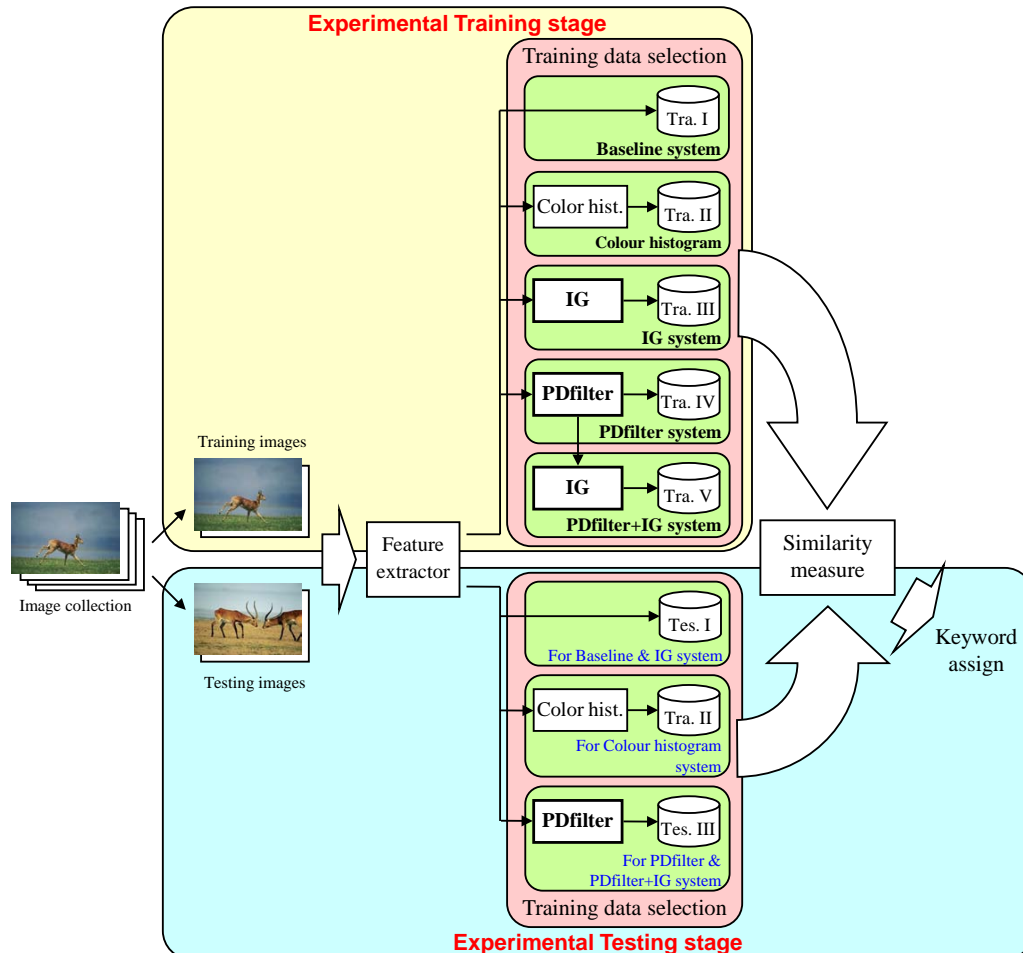 Experimental Training stage
Training data selection
Tra. I
Baseline system
Color hist.
Tra. II
Colour histogram
IG
Tra. III
IG system
PDfilter
Tra. IV
PDfilter system
IG
Tra. V
PDfilter+IG system
Training images
Image collection
Testing images
Feature
extractor
Similarity
measure
Keyword
assign
Tes. I
For Baseline & IG system
Color hist.
Tra. II
For Colour histogram
system
PDfilter
Tes. III
For PDfilter &
PDfilter+IG system
Training data selection
Experimental Testing stage